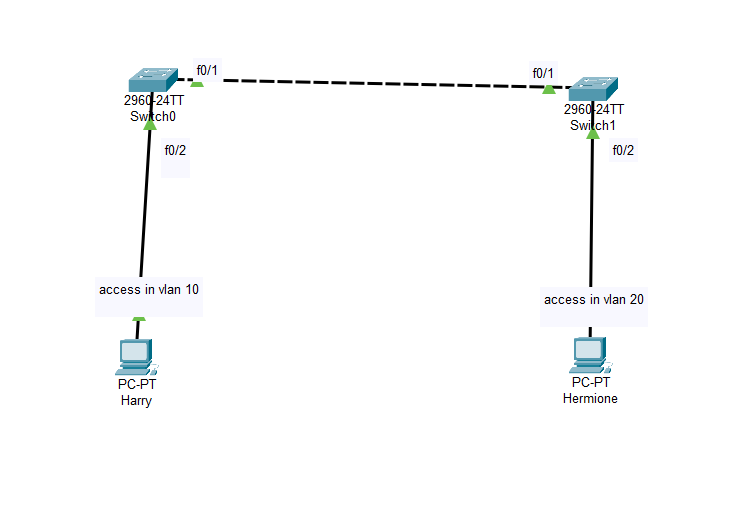 f0/1
f0/1
2960-24TT
Switch0
2960-24TT
Switch1
f0/2
f0/2
access in vlan 10
access in vlan 20
PC-PT
Harry
PC-PT
Hermione